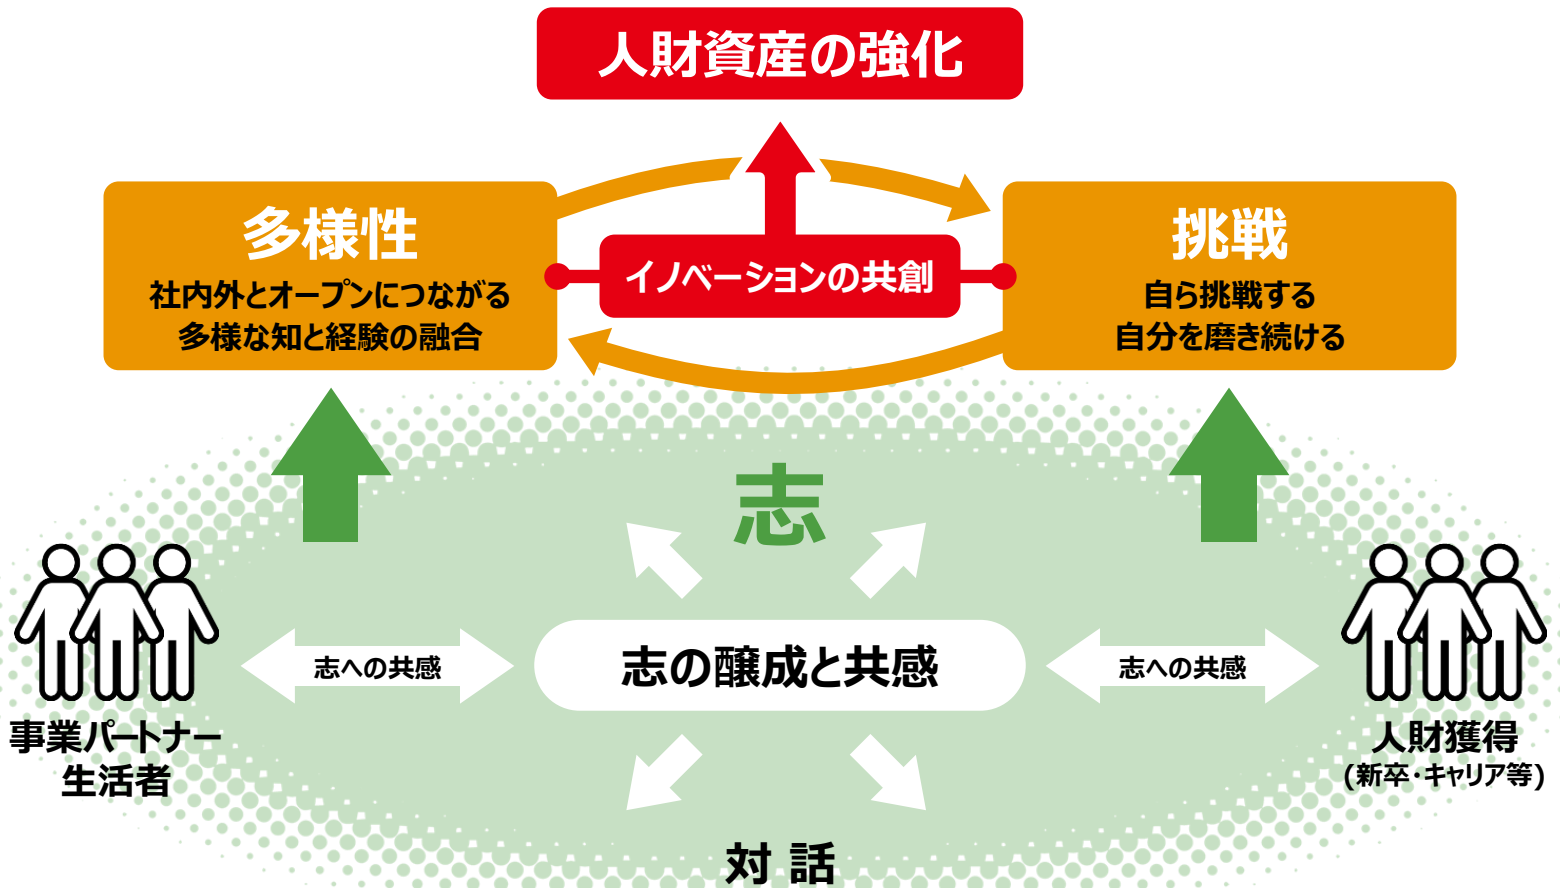 人財資産の強化
多様性
社内外とオープンにつながる
多様な知と経験の融合
イノベーションの共創
挑戦
自ら挑戦する
自分を磨き続ける
志
志への共感
志の醸成と共感
志への共感
事業パートナー
生活者
人財獲得
(新卒・キャリア等)
対話